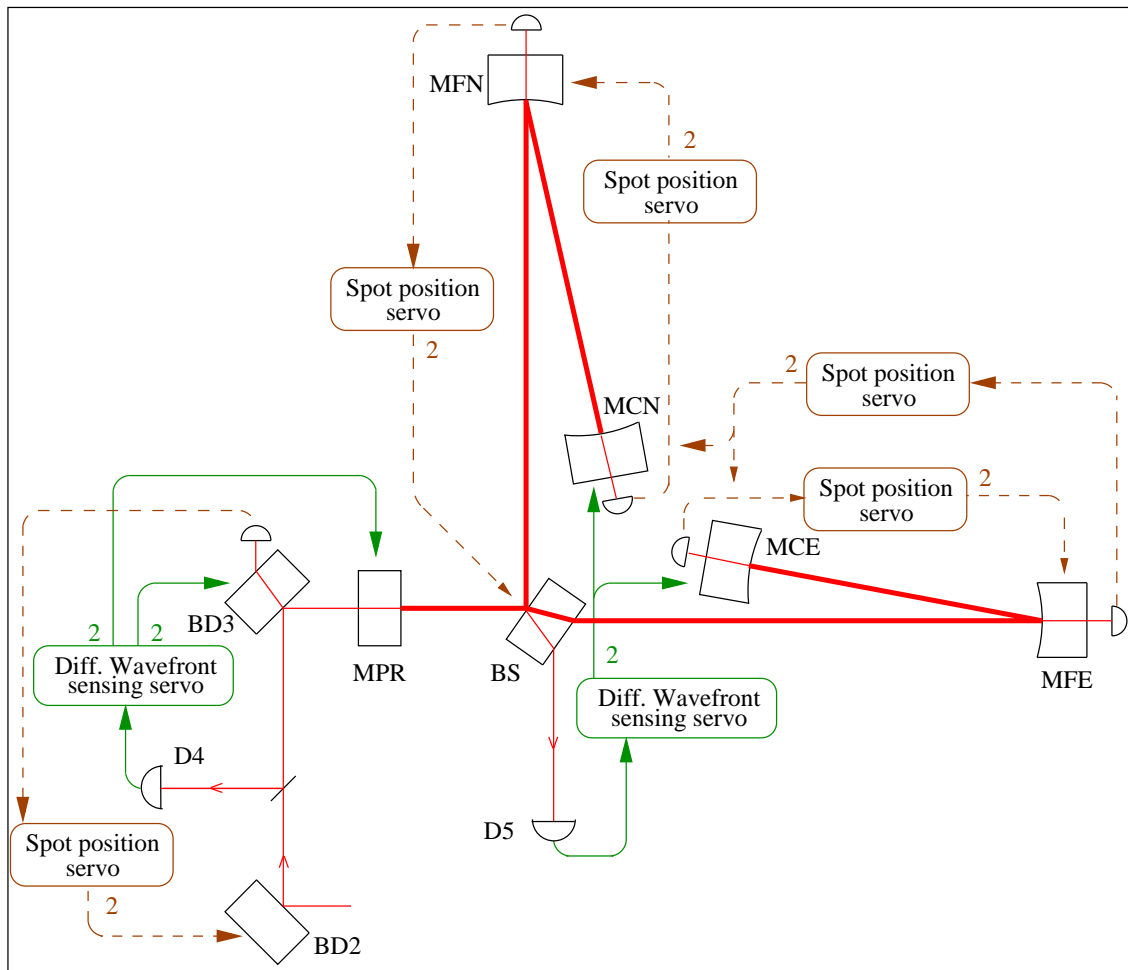 MFN
2
Spot position
servo
Spot position
servo
2
2
Spot position
servo
MCN
2
Spot position
servo
MCE
BD3
MPR
BS
MFE
2
2
Diff. Wavefront
sensing servo
2
Diff. Wavefront
sensing servo
D4
D5
Spot position
servo
2
BD2